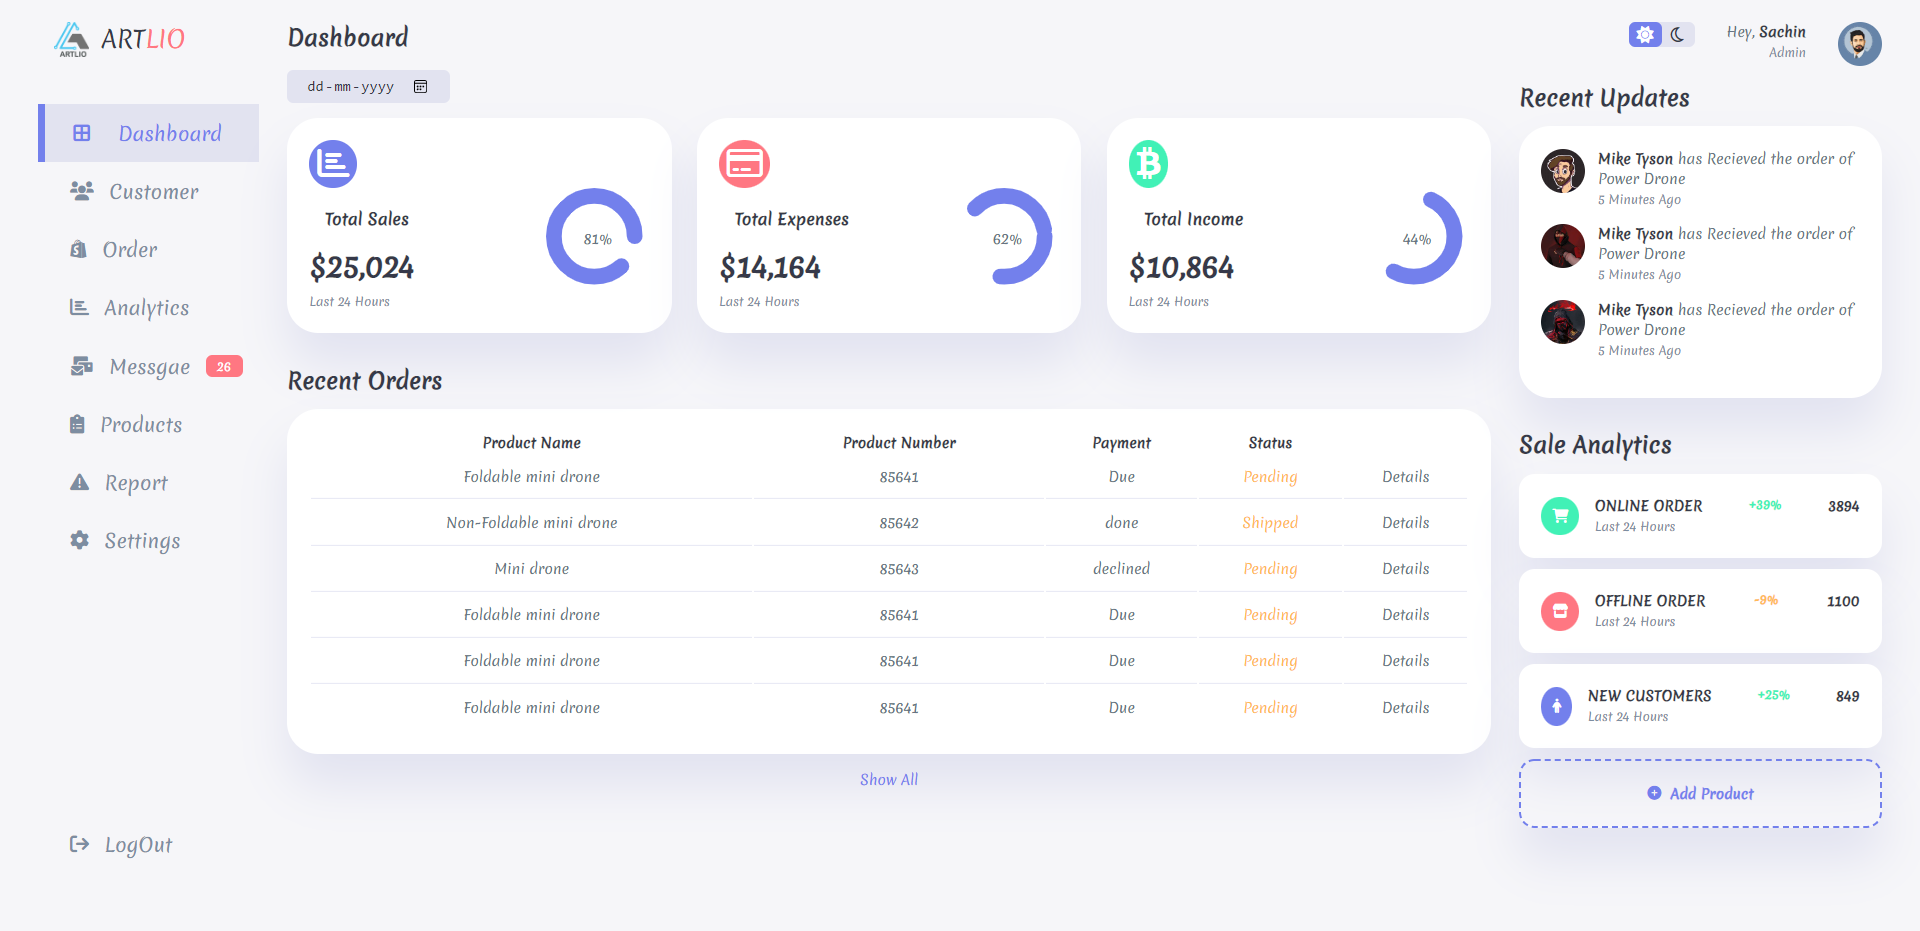 ARTLIO
ARTLIO
Dashboard
Customer
Order
Analytics
Messgae 26
Products
Report
Settings
LogOut
Dashboard
dd-mm-yyyy
Total Sales
$25,024
Last 24 Hours
81%
Total Expenses
$14,164
Last 24 Hours
62%
Total Income
$10,864
Last 24 Hours
44%
Recent Orders
Product Name Product Number Payment Status
Foldable mini drone 85641 Due Pending Details
Non-Foldable mini drone 85642 done Shipped Details
Mini drone 85643 declined Pending Details
Foldable mini drone 85641 Due Pending Details
Foldable mini drone 85641 Due Pending Details
Foldable mini drone 85641 Due Pending Details
Show All
Hey, Sachin
Admin
Recent Updates
Mike Tyson has Recieved the order of
Power Drone
5 Minutes Ago
Mike Tyson has Recieved the order of
Power Drone
5 Minutes Ago
Mike Tyson has Recieved the order of
Power Drone
5 Minutes Ago
Sale Analytics
ONLINE ORDER +39% 3894
Last 24 Hours
OFFLINE ORDER -9% 1100
Last 24 Hours
NEW CUSTOMERS +25% 849
Last 24 Hours
Add Product